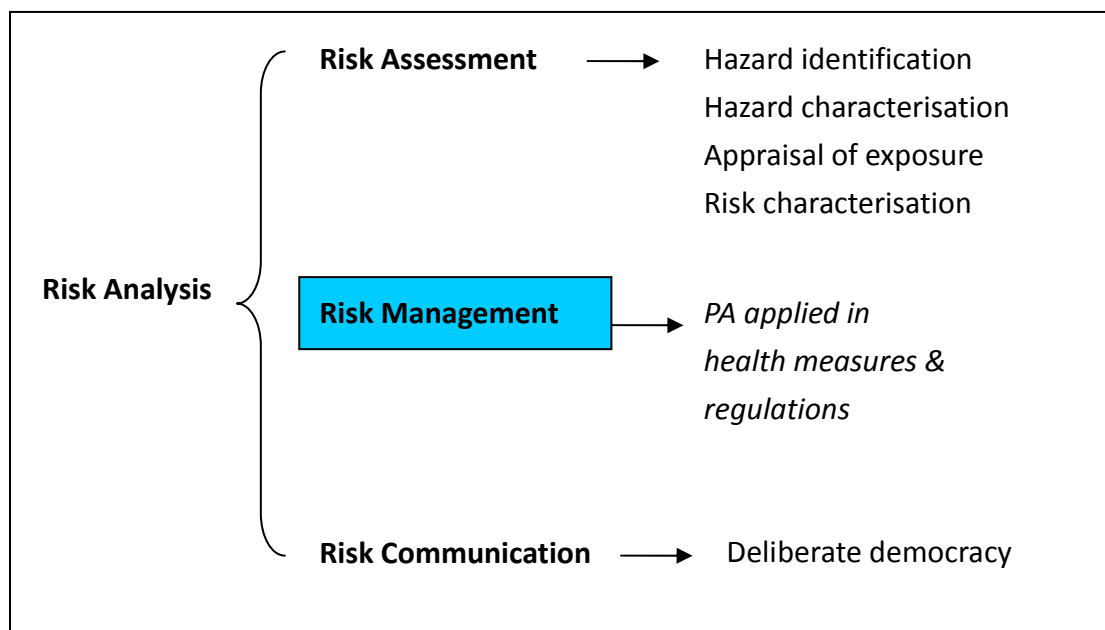 Risk Assessment
Hazard identification
Hazard characterisation
Appraisal of exposure
Risk characterisation
Risk Analysis
Risk Management
PA applied in
health measures &
regulations
Risk Communication
Deliberate democracy